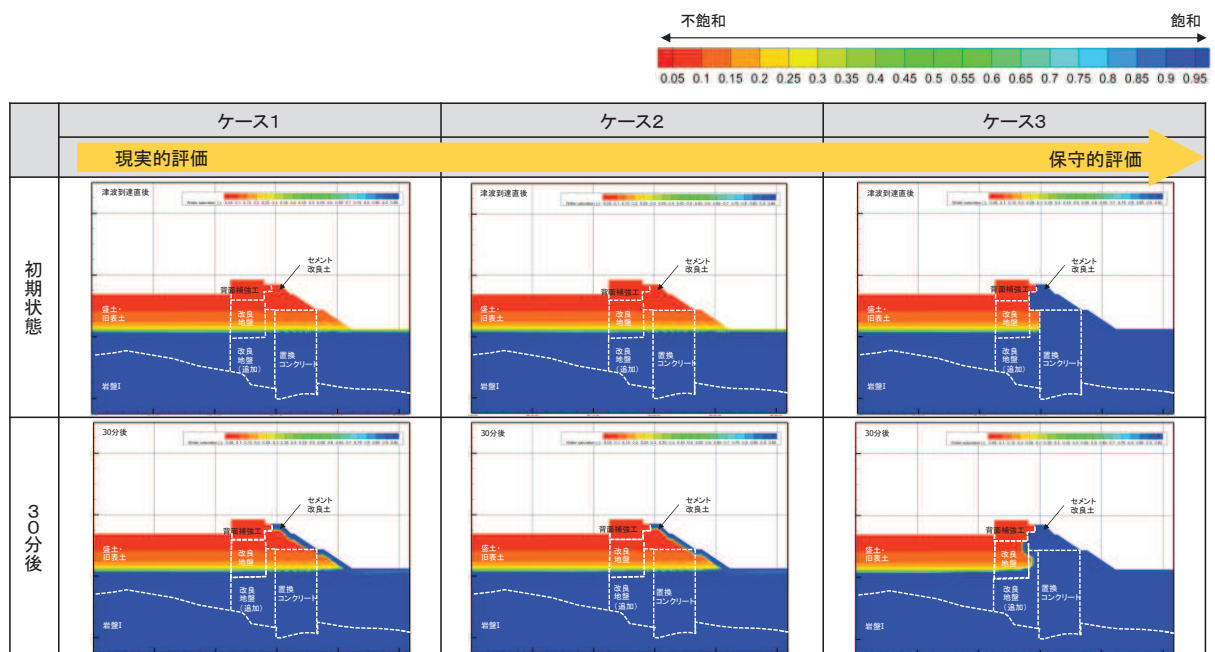 不飽和 飽和
0.05 0.1 0.15 0.2 0.25 0.3 0.35 0.4 0.45 0.5 0.55 0.6 0.65 0.7 0.75 0.8 0.85 0.9 0.95
ケース1 ケース2 ケース3
現実的評価 保守的評価
初期状態
津波到達直後
セメント
改良土
背面補強工
盛土・
旧表土
改良
地盤
改良
地盤
(追加)
置換
コンクリート
岩盤I
津波到達直後
セメント
改良土
背面補強工
盛土・
旧表土
改良
地盤
改良
地盤
(追加)
置換
コンクリート
岩盤I
津波到達直後
セメント
改良土
背面補強工
盛土・
旧表土
改良
地盤
改良
地盤
(追加)
置換
コンクリート
岩盤I
30分後
30分後
セメント
改良土
背面補強工
盛土・
旧表土
改良
地盤
改良
地盤
(追加)
置換
コンクリート
岩盤I
30分後
セメント
改良土
背面補強工
盛土・
旧表土
改良
地盤
改良
地盤
(追加)
置換
コンクリート
岩盤I
30分後
セメント
改良土
背面補強工
盛土・
旧表土
改良
地盤
改良
地盤
(追加)
置換
コンクリート
岩盤I